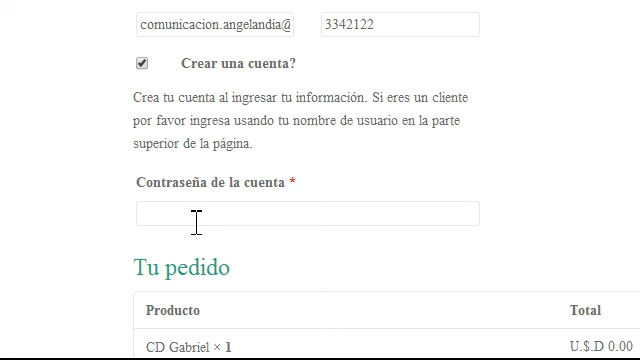 comunicacion.angelandia@ 3342122
Crear una cuenta?
Crea tu cuenta al ingresar tu información. Si eres un cliente
por favor ingresa usando tu nombre de usuario en la parte
superior de la página.
Contraseña de la cuenta *
Tu pedido
Producto Total
CD Gabriel × 1 U.$.D 0.00